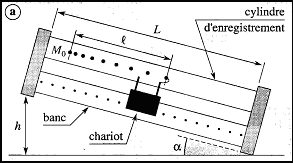 a
L
cylindre
d'enregistrement
ℓ
M₀
banc
h
chariot
α